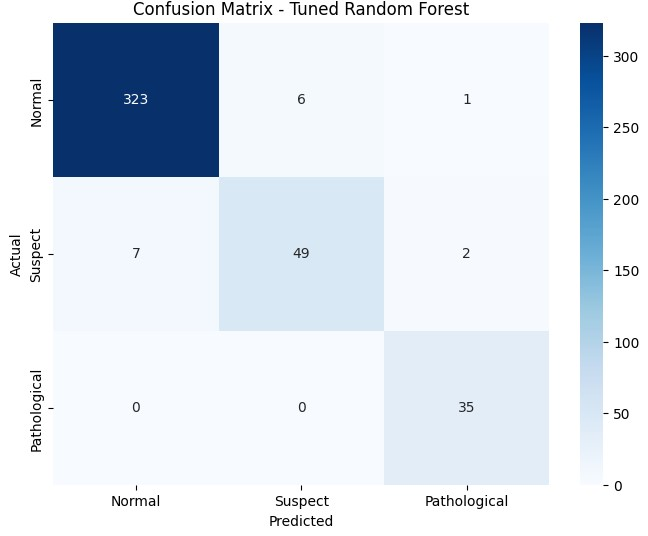 Confusion Matrix - Tuned Random Forest
Normal
323
6
1
Actual
Suspect
7
49
2
Pathological
0
0
35
Normal
Suspect
Pathological
Predicted
300
250
200
150
100
50
0